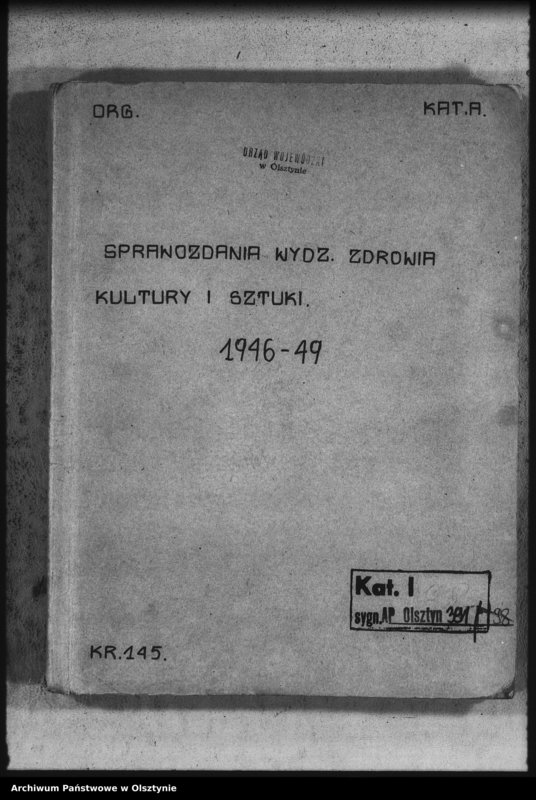 ORG.
KAT.A.
URZĄD WOJEWÓDZKI
w Olsztynie
SPRAWOZDANIA WYDZ. ZDROWIA
KULTURY I SZTUKI.
1946-49
Kat. I
sygn. AP Olsztyn 391/
KR.145.
Archiwum Państwowe w Olsztynie